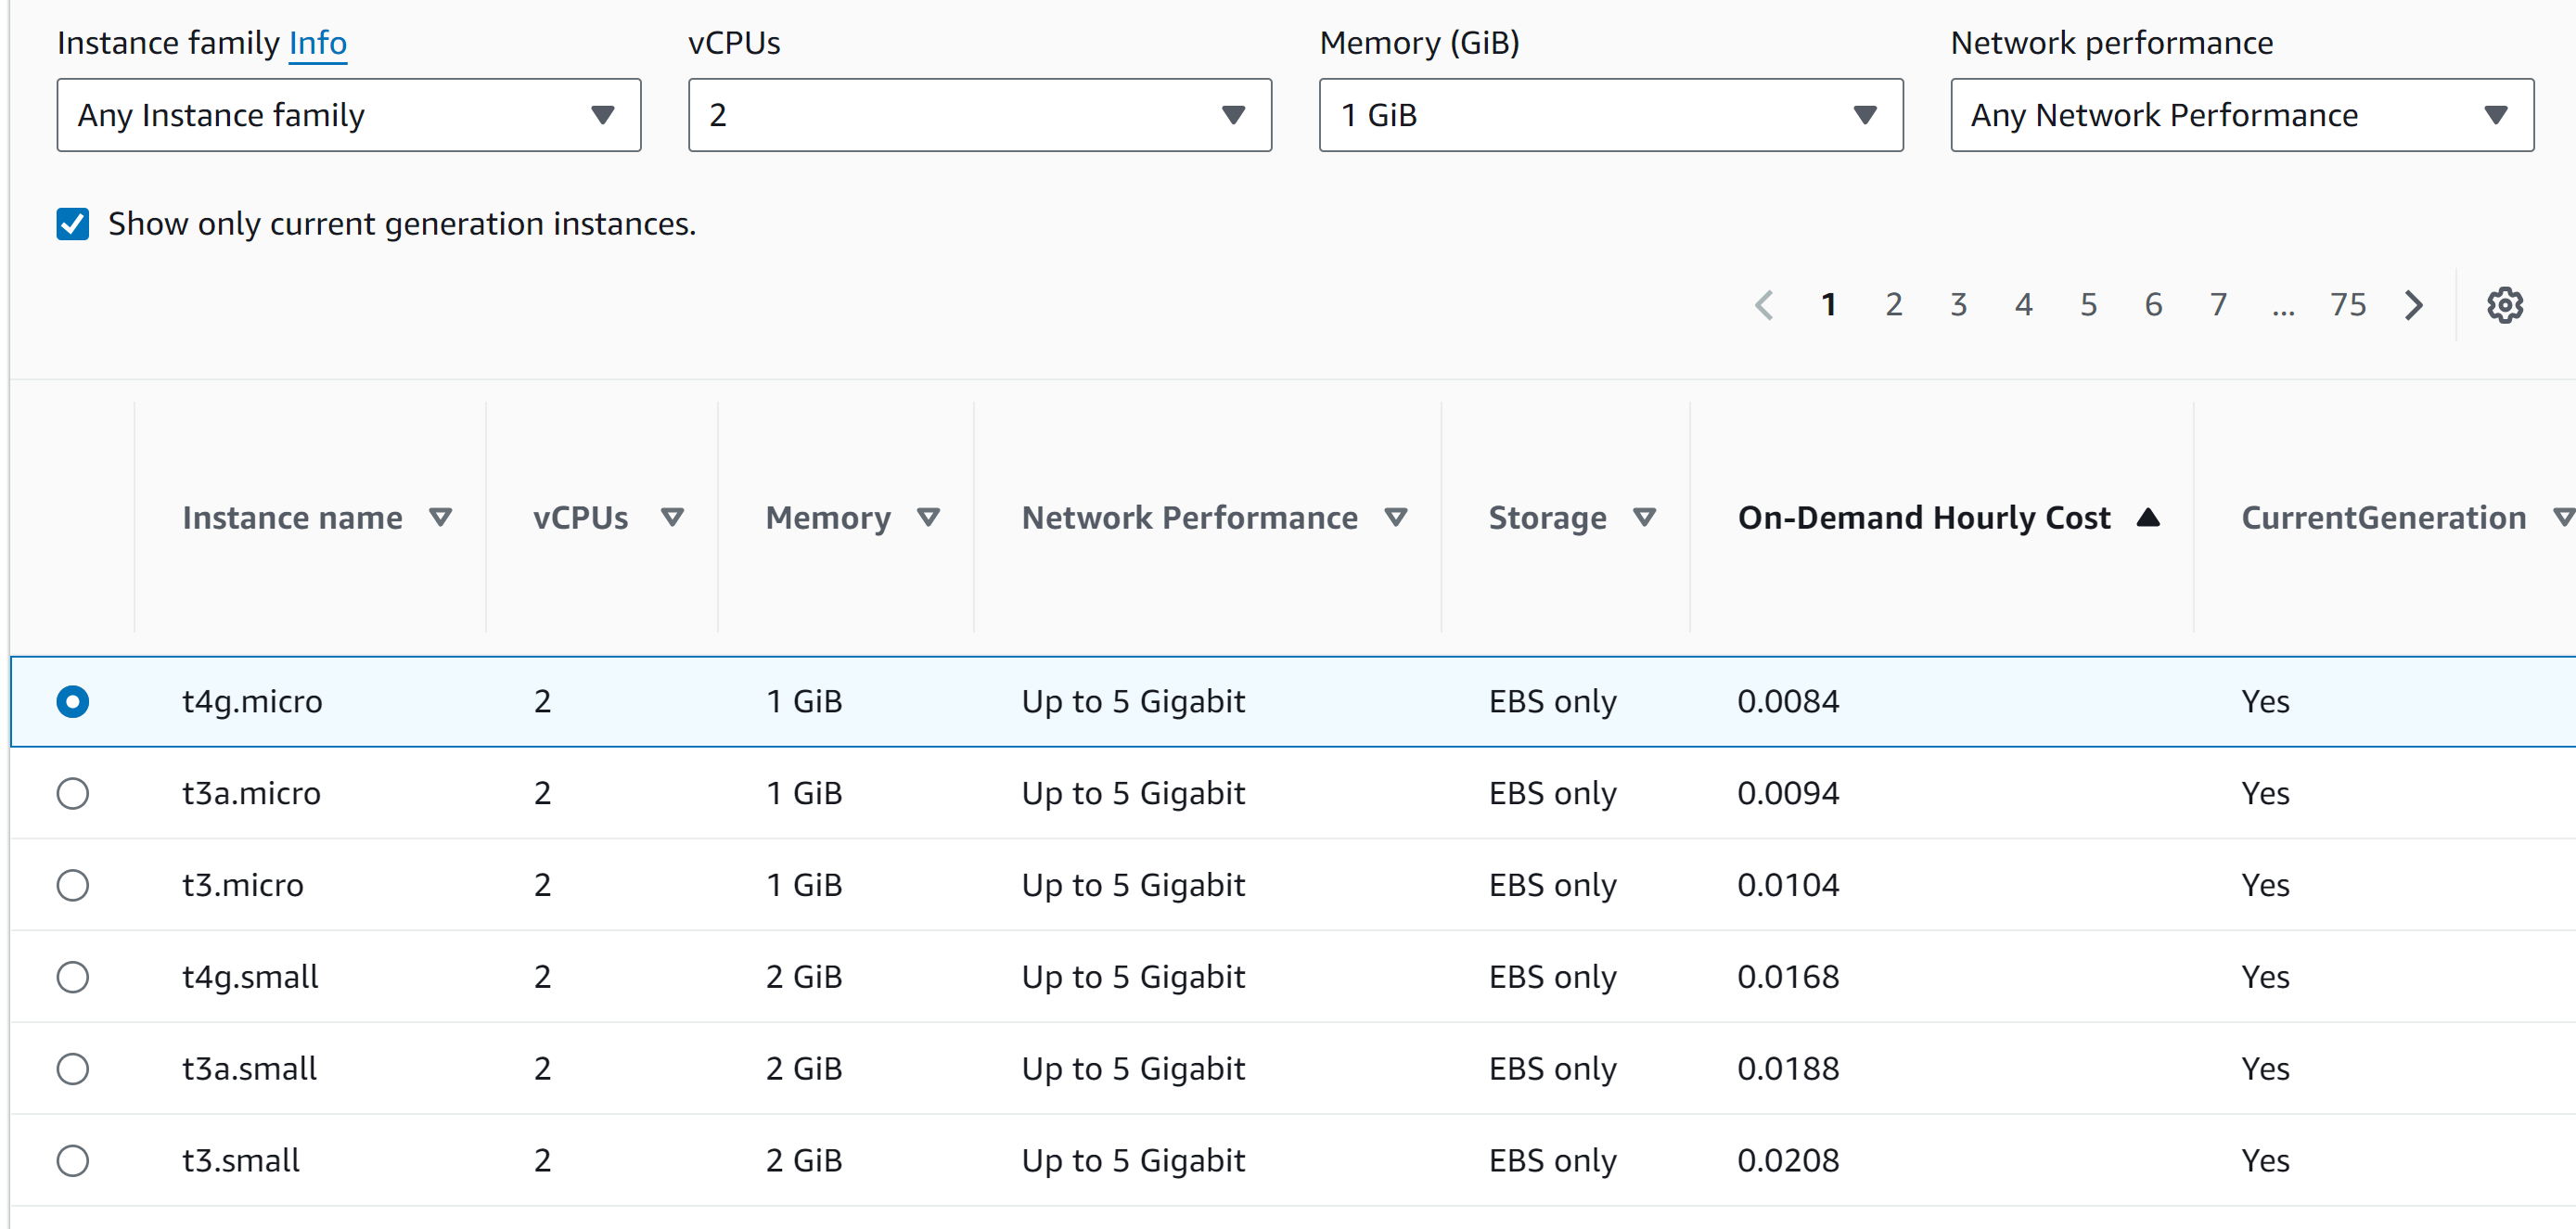 Instance family Info vCPUs Memory (GiB) Network performance
Any Instance family 2 1 GiB Any Network Performance
Show only current generation instances.
1 2 3 4 5 6 7 ... 75
Instance name vCPUs Memory Network Performance Storage On-Demand Hourly Cost CurrentGeneration
t4g.micro 2 1 GiB Up to 5 Gigabit EBS only 0.0084 Yes
t3a.micro 2 1 GiB Up to 5 Gigabit EBS only 0.0094 Yes
t3.micro 2 1 GiB Up to 5 Gigabit EBS only 0.0104 Yes
t4g.small 2 2 GiB Up to 5 Gigabit EBS only 0.0168 Yes
t3a.small 2 2 GiB Up to 5 Gigabit EBS only 0.0188 Yes
t3.small 2 2 GiB Up to 5 Gigabit EBS only 0.0208 Yes